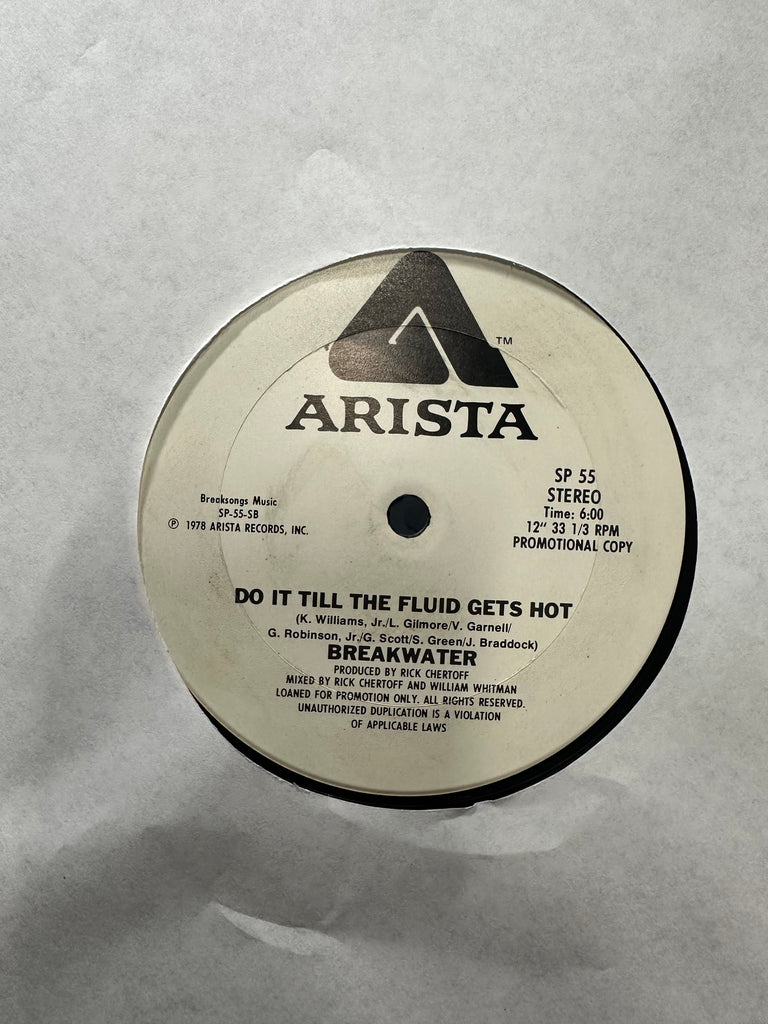 TM
ARISTA
Breaksongs Music
SP-55-SB
℗ 1978 ARISTA RECORDS, INC.
SP 55
STEREO
Time: 6:00
12" 33 1/3 RPM
PROMOTIONAL COPY
DO IT TILL THE FLUID GETS HOT
(K. Williams, Jr./L. Gilmore/V. Garnell/
G. Robinson, Jr./G. Scott/S. Green/J. Braddock)
BREAKWATER
PRODUCED BY RICK CHERTOFF
MIXED BY RICK CHERTOFF AND WILLIAM WHITMAN
LOANED FOR PROMOTION ONLY. ALL RIGHTS RESERVED.
UNAUTHORIZED DUPLICATION IS A VIOLATION
OF APPLICABLE LAWS